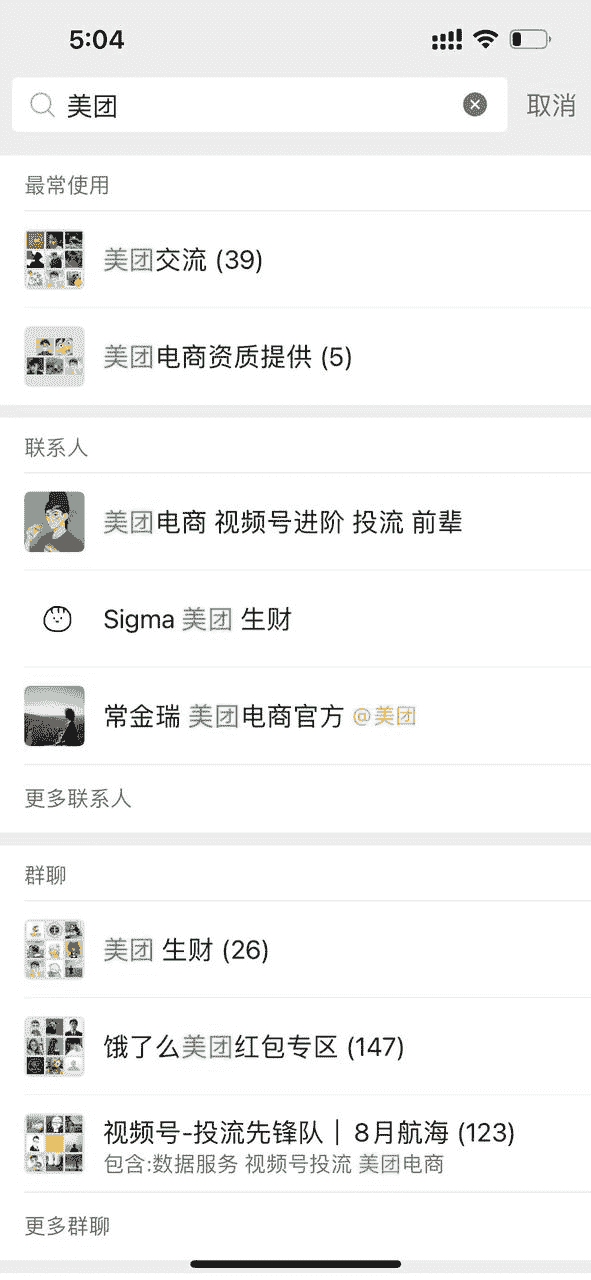 5:04
美团
取消
最常使用
美团交流 (39)
美团电商资质提供 (5)
联系人
美团电商 视频号进阶 投流 前辈
Sigma 美团 生财
常金瑞 美团电商官方 @美团
更多联系人
群聊
美团 生财 (26)
饿了么美团红包专区 (147)
视频号-投流先锋队｜8月航海 (123)
包含:数据服务 视频号投流 美团电商
更多群聊